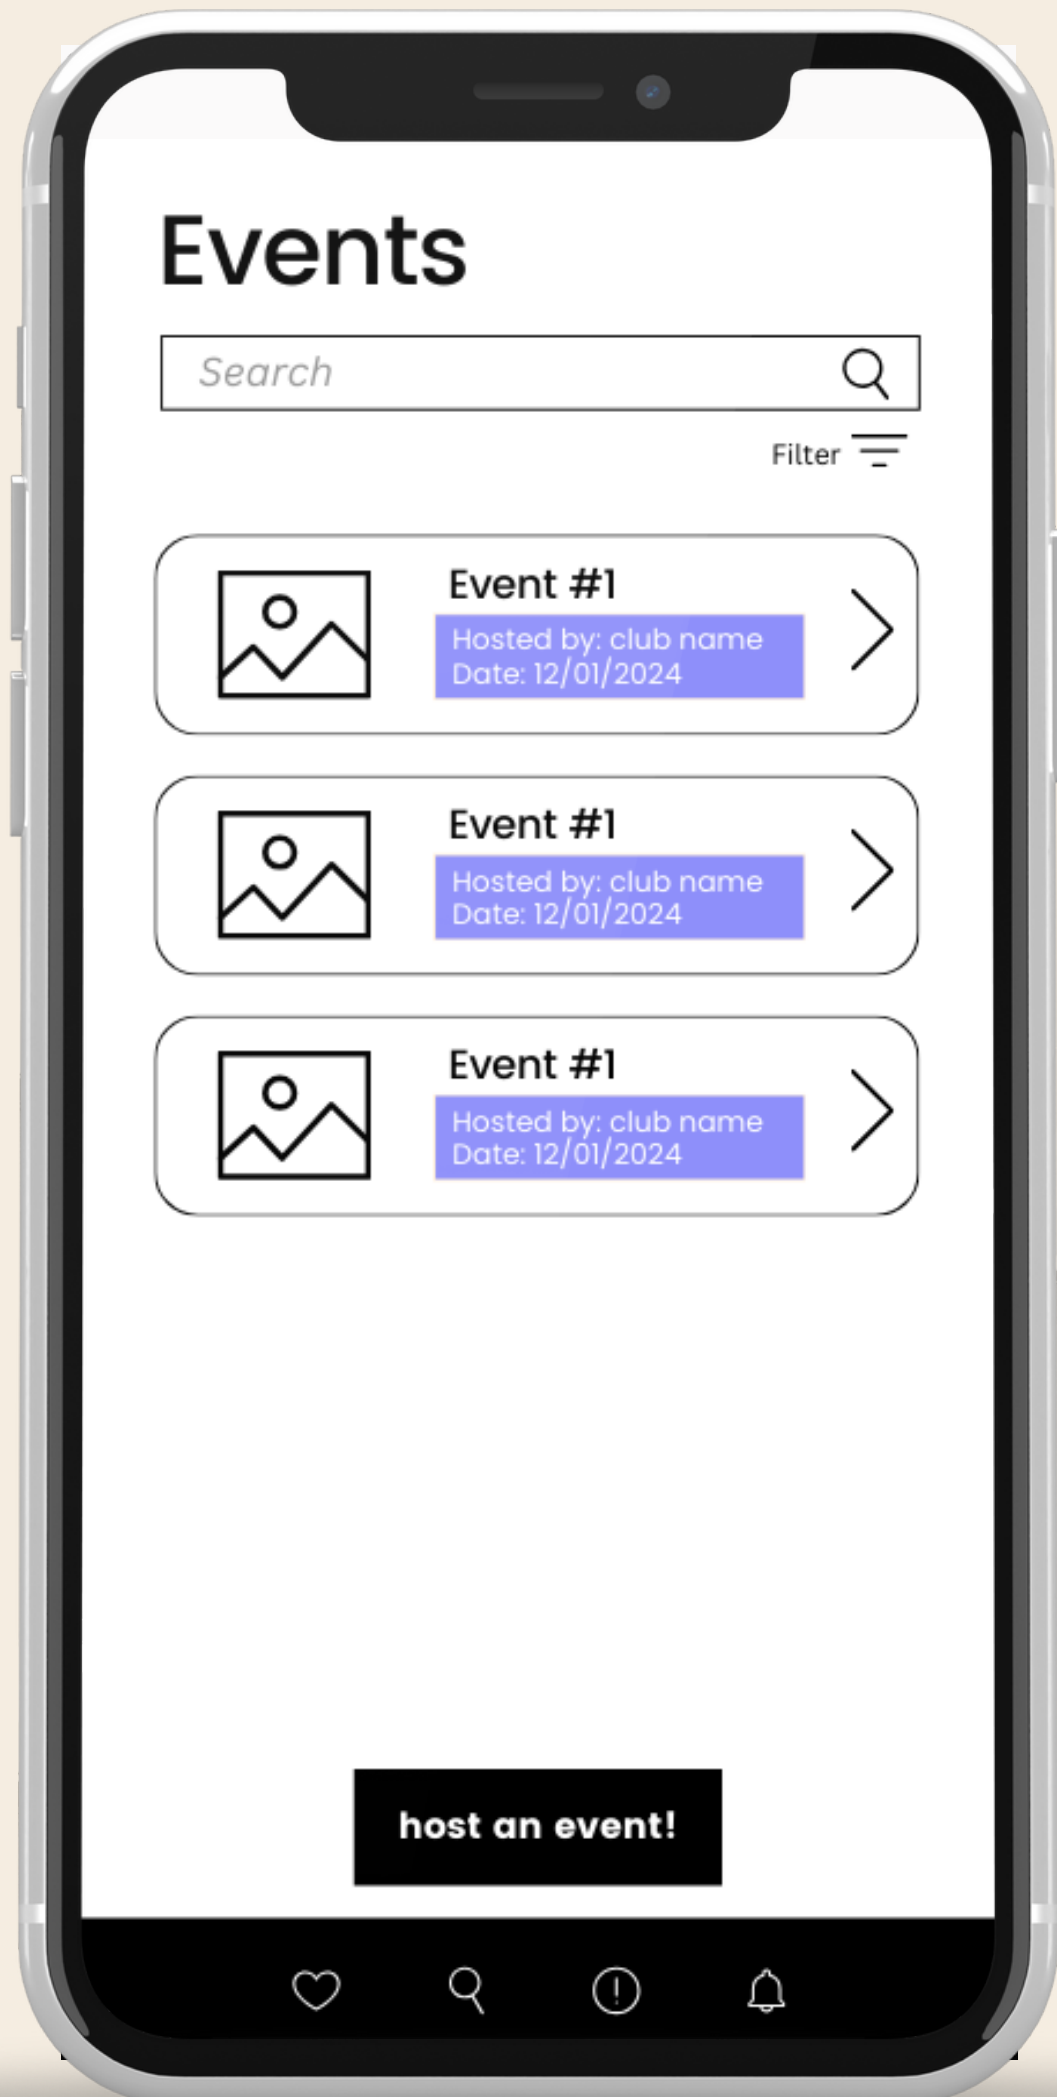 Events
Search
Filter
Event #1
Hosted by: club name
Date: 12/01/2024
Event #1
Hosted by: club name
Date: 12/01/2024
Event #1
Hosted by: club name
Date: 12/01/2024
host an event!